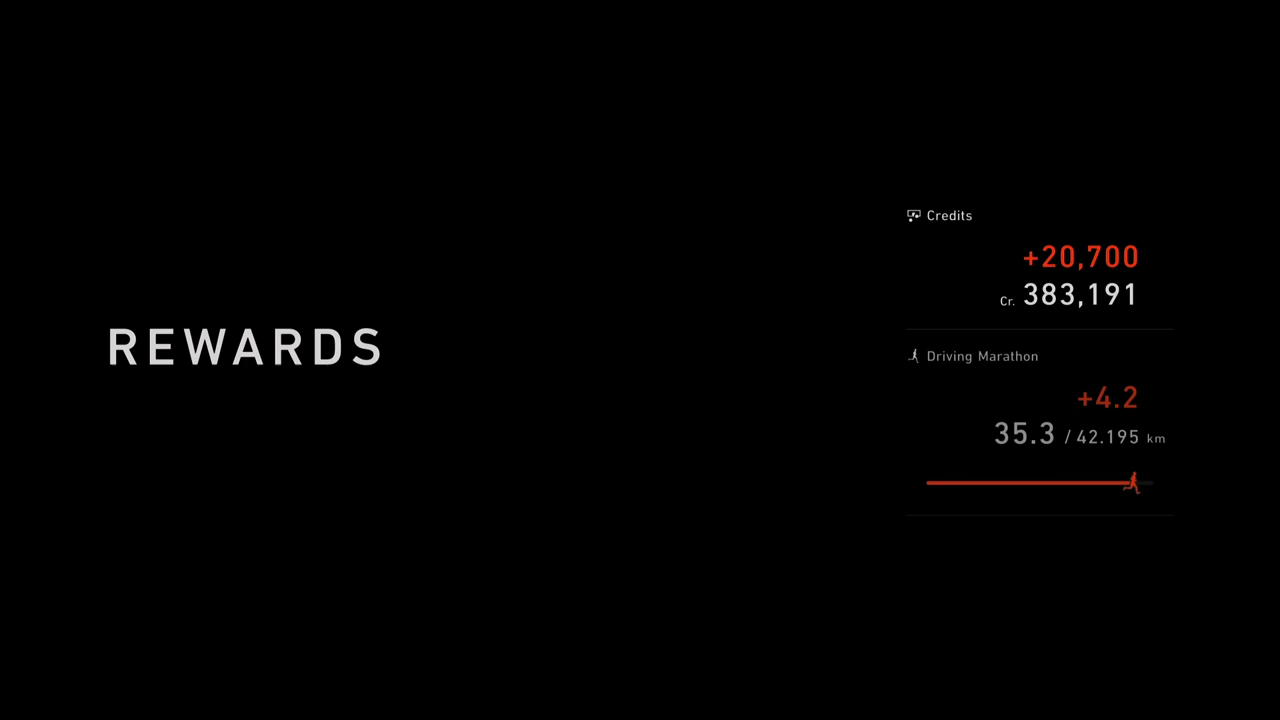 REWARDS
Credits
+20,700
Cr. 383,191
Driving Marathon
+4.2
35.3 / 42.195 km